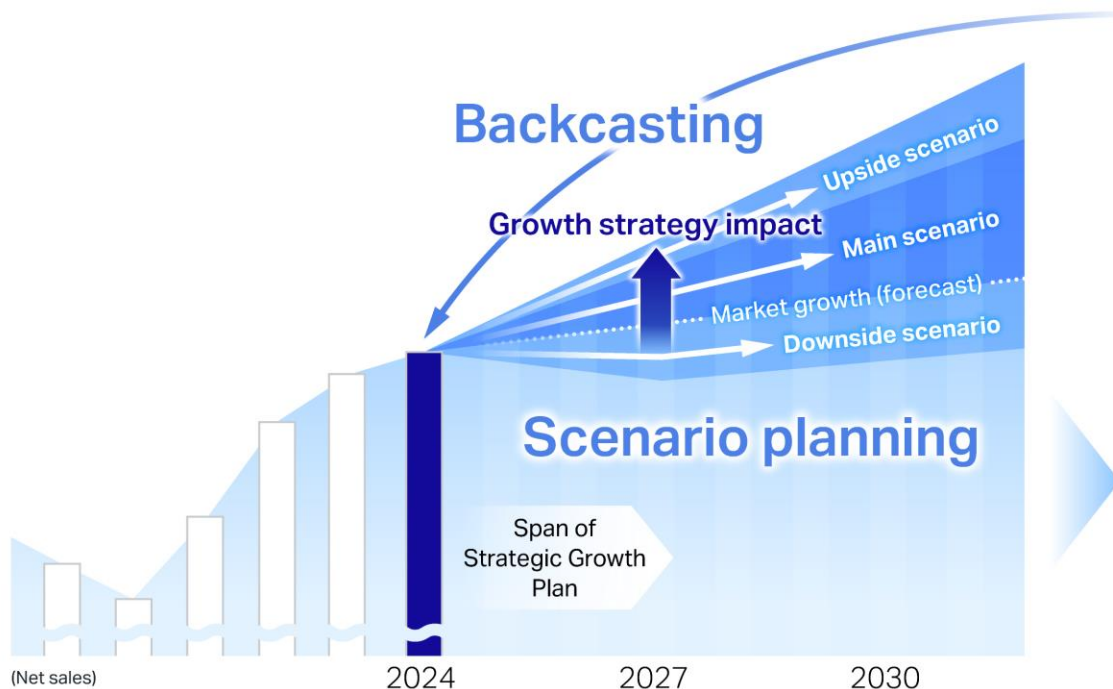 Backcasting
Upside scenario
Growth strategy impact
Main scenario
Market growth (forecast)
Downside scenario
Scenario planning
Span of
Strategic Growth
Plan
(Net sales)
2024
2027
2030